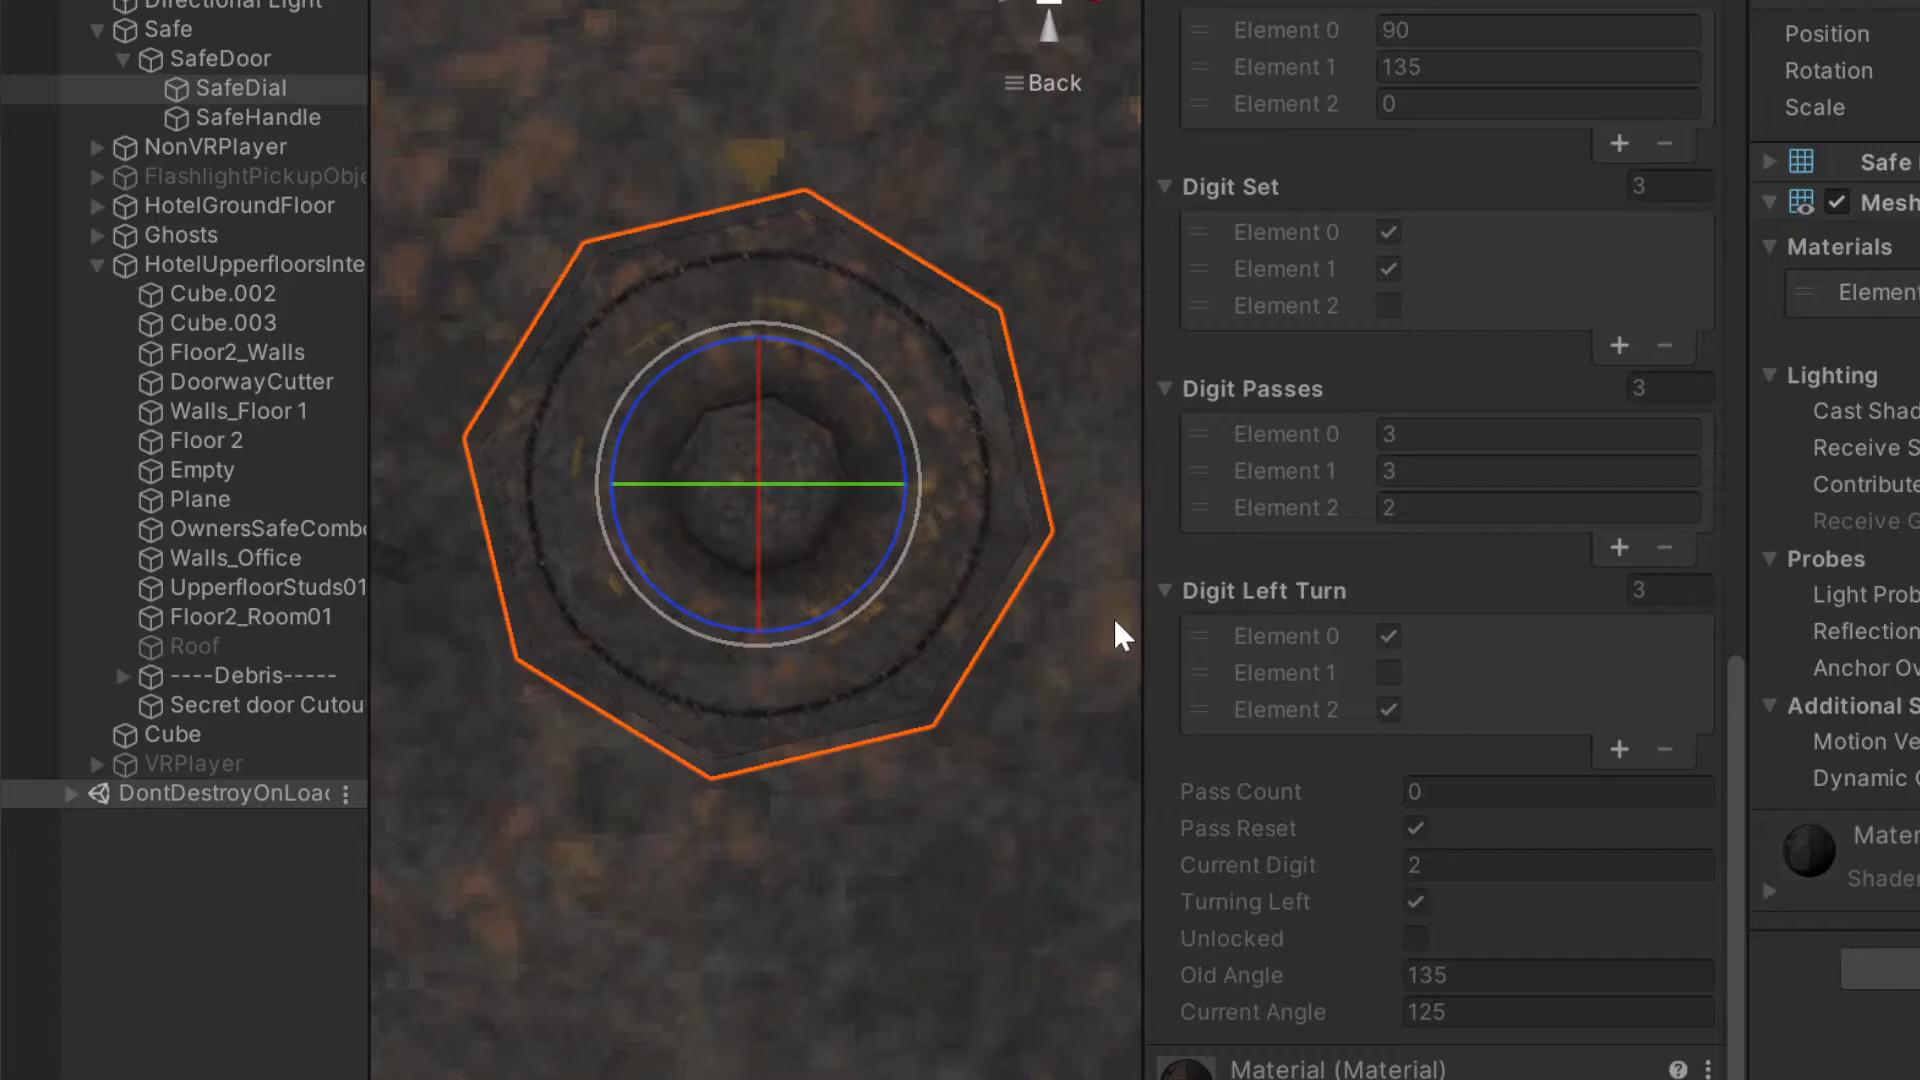 Directional Light
Safe
SafeDoor
SafeDial
SafeHandle
NonVRPlayer
FlashlightPickupObje
HotelGroundFloor
Ghosts
HotelUpperfloorsInte
Cube.002
Cube.003
Floor2_Walls
DoorwayCutter
Walls_Floor 1
Floor 2
Empty
Plane
OwnersSafeCombo
Walls_Office
UpperfloorStuds01
Floor2_Room01
Roof
----Debris-----
Secret door Cutou
Cube
VRPlayer
DontDestroyOnLoad
Back
Element 0 90
Element 1 135
Element 2 0
+ −
Digit Set 3
Element 0
Element 1
Element 2
+ −
Digit Passes 3
Element 0 3
Element 1 3
Element 2 2
+ −
Digit Left Turn 3
Element 0
Element 1
Element 2
+ −
Pass Count 0
Pass Reset
Current Digit 2
Turning Left
Unlocked
Old Angle 135
Current Angle 125
Material (Material)
Position
Rotation
Scale
Safe
Mesh
Materials
Element
Lighting
Cast Shad
Receive S
Contribute
Receive G
Probes
Light Prob
Reflection
Anchor Ov
Additional S
Motion Ve
Dynamic O
Mater
Shader